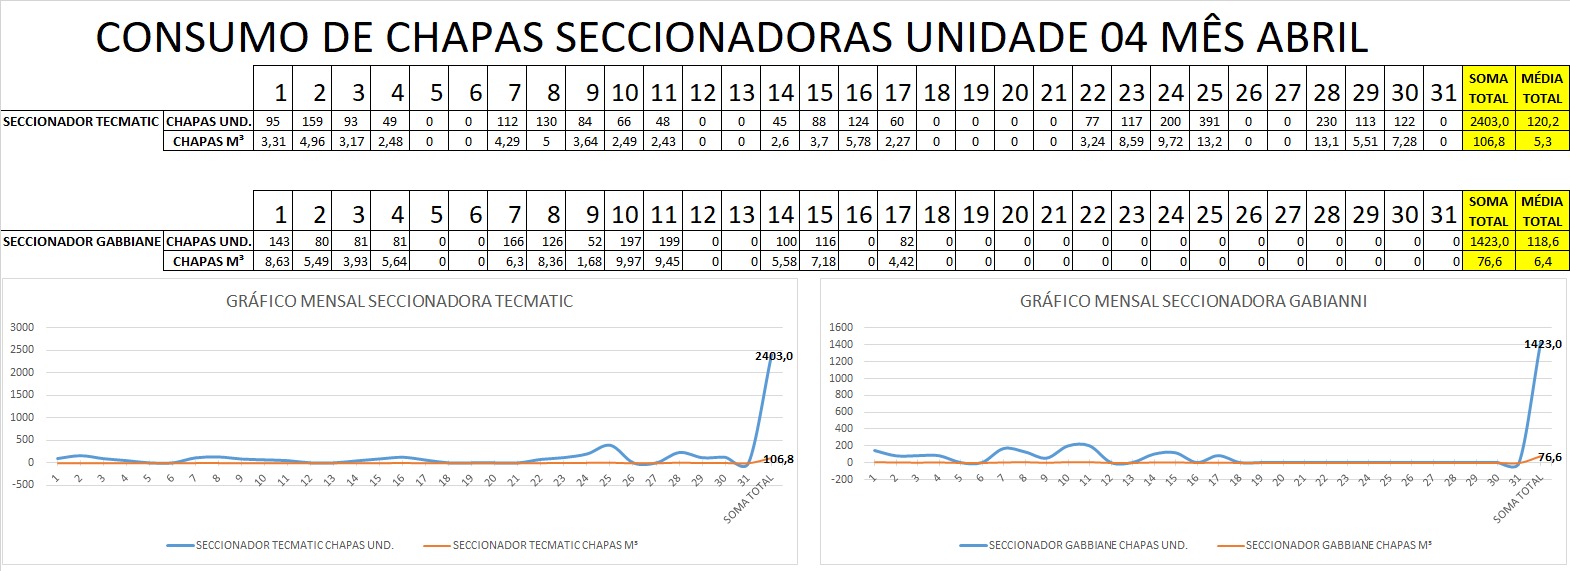 CONSUMO DE CHAPAS SECCIONADORAS UNIDADE 04 MÊS ABRIL
1 2 3 4 5 6 7 8 9 10 11 12 13 14 15 16 17 18 19 20 21 22 23 24 25 26 27 28 29 30 31 SOMA TOTAL MÉDIA TOTAL
SECCIONADOR TECMATIC CHAPAS UND. 95 159 93 49 0 0 112 130 84 66 48 0 0 45 88 124 60 0 0 0 0 77 117 200 391 0 0 230 113 122 0 2403,0 120,2
CHAPAS M³ 3,31 4,96 3,17 2,48 0 0 4,29 5 3,64 2,49 2,43 0 0 2,6 3,7 5,78 2,27 0 0 0 0 3,24 8,59 9,72 13,2 0 0 13,1 5,51 7,28 0 106,8 5,3
1 2 3 4 5 6 7 8 9 10 11 12 13 14 15 16 17 18 19 20 21 22 23 24 25 26 27 28 29 30 31 SOMA TOTAL MÉDIA TOTAL
SECCIONADOR GABBIANE CHAPAS UND. 143 80 81 81 0 0 166 126 52 197 199 0 0 100 116 0 82 0 0 0 0 0 0 0 0 0 0 0 0 0 0 1423,0 118,6
CHAPAS M³ 8,63 5,49 3,93 5,64 0 0 6,3 8,36 1,68 9,97 9,45 0 0 5,58 7,18 0 4,42 0 0 0 0 0 0 0 0 0 0 0 0 0 0 76,6 6,4
GRÁFICO MENSAL SECCIONADORA TECMATIC
3000
2500
2000
1500
1000
500
0
-500
2403,0
106,8
1 2 3 4 5 6 7 8 9 10 11 12 13 14 15 16 17 18 19 20 21 22 23 24 25 26 27 28 29 30 31 SOMA TOTAL
SECCIONADOR TECMATIC CHAPAS UND. SECCIONADOR TECMATIC CHAPAS M³
GRÁFICO MENSAL SECCIONADORA GABIANNI
1600
1400
1200
1000
800
600
400
200
0
-200
1423,0
76,6
1 2 3 4 5 6 7 8 9 10 11 12 13 14 15 16 17 18 19 20 21 22 23 24 25 26 27 28 29 30 31 SOMA TOTAL
SECCIONADOR GABBIANE CHAPAS UND. SECCIONADOR GABBIANE CHAPAS M³